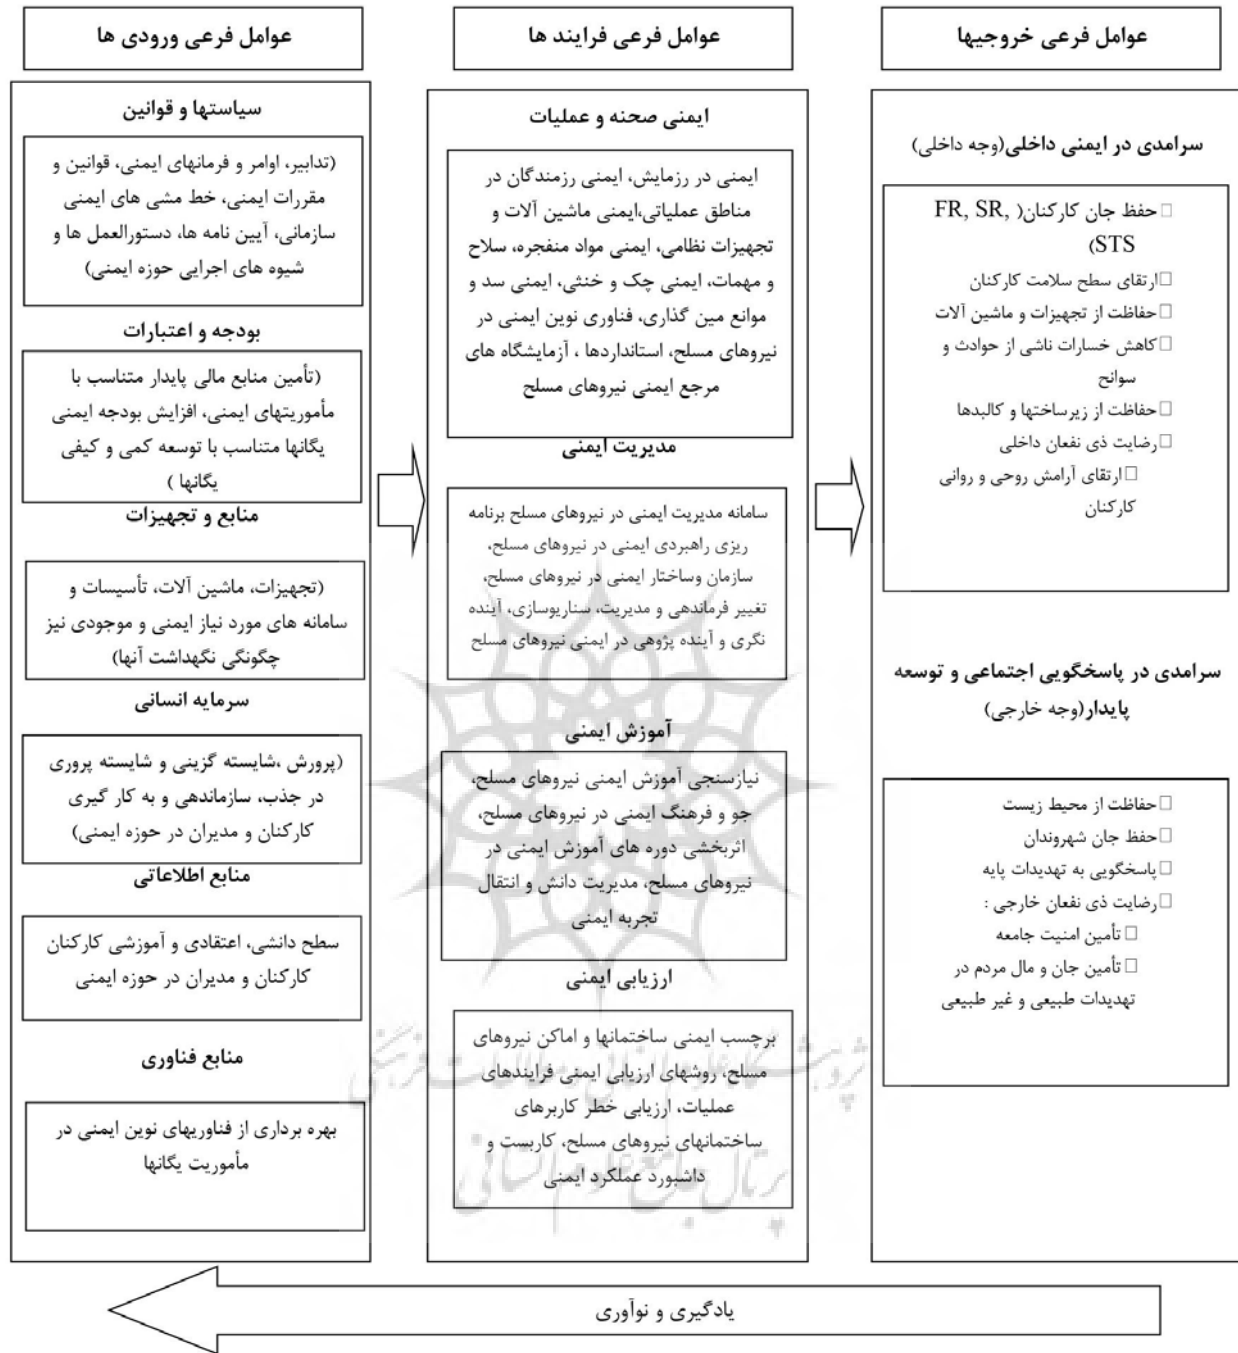 عوامل فرعی ورودی ها
سیاستها و قوانین
(تدابیر، اوامر و فرمانهای ایمنی، قوانین و
مقررات ایمنی، خط مشی های ایمنی
سازمانی، آیین نامه ها، دستورالعمل ها و
شیوه های اجرایی حوزه ایمنی)
بودجه و اعتبارات
(تأمین منابع مالی پایدار متناسب با
مأموریتهای ایمنی، افزایش بودجه ایمنی
یگانها متناسب با توسعه کمی و کیفی
یگانها )
منابع و تجهیزات
(تجهیزات، ماشین آلات، تأسیسات و
سامانه های مورد نیاز ایمنی و موجودی نیز
چگونگی نگهداشت آنها)
سرمایه انسانی
(پرورش ،شایسته گزینی و شایسته پروری
در جذب، سازماندهی و به کار گیری
کارکنان و مدیران در حوزه ایمنی)
منابع اطلاعاتی
سطح دانشی، اعتقادی و آموزشی کارکنان
کارکنان و مدیران در حوزه ایمنی
منابع فناوری
بهره برداری از فناوریهای نوین ایمنی در
مأموریت یگانها
عوامل فرعی فرایند ها
ایمنی صحنه و عملیات
ایمنی در رزمایش، ایمنی رزمندگان در
مناطق عملیاتی،ایمنی ماشین آلات و
تجهیزات نظامی، ایمنی مواد منفجره، سلاح
و مهمات، ایمنی چک و خنثی، ایمنی سد و
موانع مین گذاری، فناوری نوین ایمنی در
نیروهای مسلح، استانداردها ، آزمایشگاه های
مرجع ایمنی نیروهای مسلح
مدیریت ایمنی
سامانه مدیریت ایمنی در نیروهای مسلح برنامه
ریزی راهبردی ایمنی در نیروهای مسلح،
سازمان وساختار ایمنی در نیروهای مسلح،
تغییر فرماندهی و مدیریت، سناریوسازی، آینده
نگری و آینده پژوهی در ایمنی نیروهای مسلح
آموزش ایمنی
نیازسنجی آموزش ایمنی نیروهای مسلح،
جو و فرهنگ ایمنی در نیروهای مسلح،
اثربخشی دوره های آموزش ایمنی در
نیروهای مسلح، مدیریت دانش و انتقال
تجربه ایمنی
ارزیابی ایمنی
برچسب ایمنی ساختمانها و اماکن نیروهای
مسلح، روشهای ارزیابی ایمنی فرایندهای
عملیات، ارزیابی خطر کاربرهای
ساختمانهای نیروهای مسلح، کاربست و
داشبورد عملکرد ایمنی
عوامل فرعی خروجیها
سرامدی در ایمنی داخلی(وجه داخلی)
حفظ جان کارکنان( FR, SR,
STS)
ارتقای سطح سلامت کارکنان
حفاظت از تجهیزات و ماشین آلات
کاهش خسارات ناشی از حوادث و
سوانح
حفاظت از زیرساختها و کالبدها
رضایت ذی نفعان داخلی
ارتقای آرامش روحی و روانی
کارکنان
سرامدی در پاسخگویی اجتماعی و توسعه
پایدار(وجه خارجی)
حفاظت از محیط زیست
حفظ جان شهروندان
پاسخگویی به تهدیدات پایه
رضایت ذی نفعان خارجی :
تأمین امنیت جامعه
تأمین جان و مال مردم در
تهدیدات طبیعی و غیر طبیعی
یادگیری و نوآوری
پژوهشگاه علوم انسانی و مطالعات فرهنگی
پرتال جامع علوم انسانی